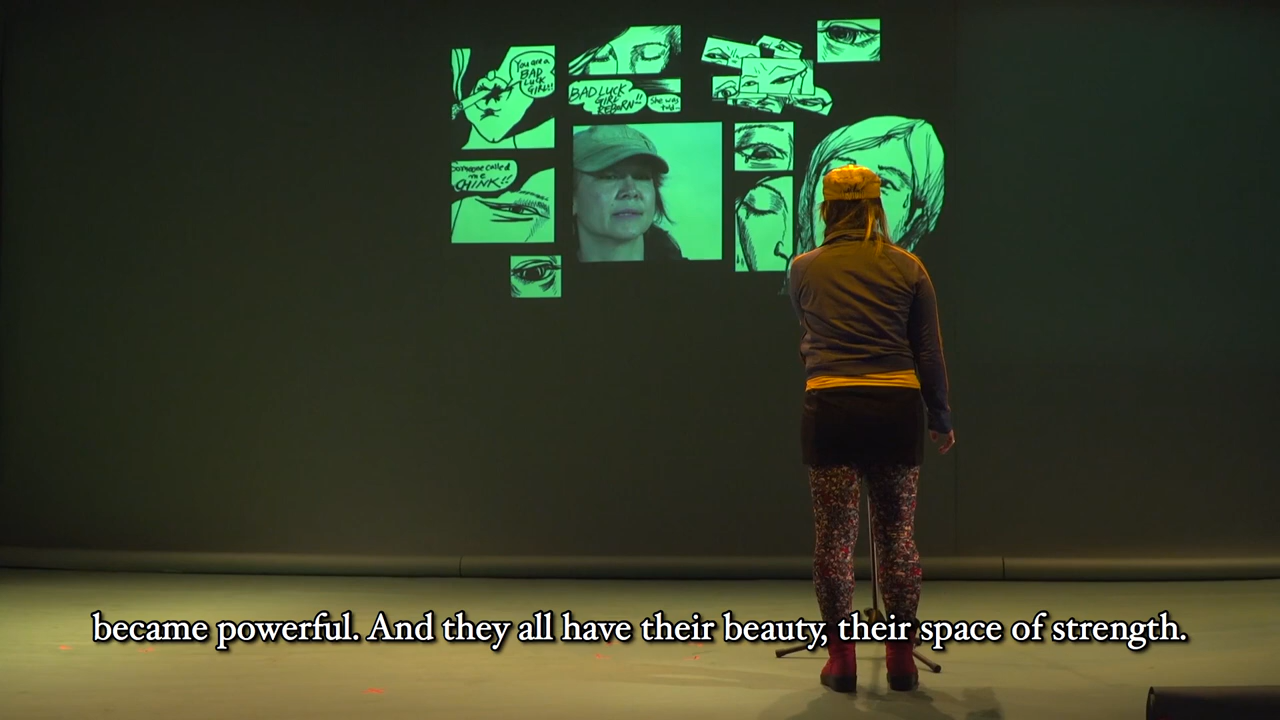 You are a
BAD
LUCK
GIRL!!
BAD LUCK
GIRL
REBORN!!
She was
told..
Someone called
me
CHINK!!
became powerful. And they all have their beauty, their space of strength.